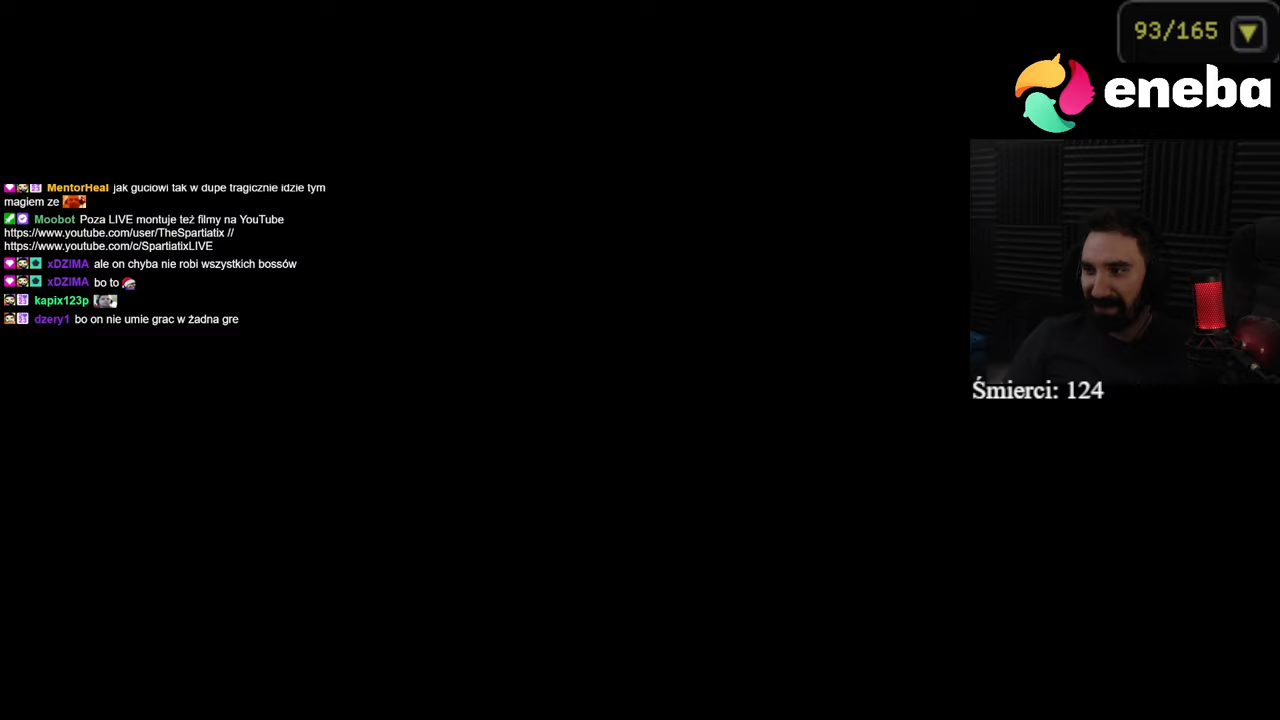 93/165
eneba
MentorHeal jak guciowi tak w dupe tragicznie idzie tym
magiem ze
Moobot Poza LIVE montuje też filmy na YouTube
https://www.youtube.com/user/TheSpartiatix //
https://www.youtube.com/c/SpartiatixLIVE
xDZIMA ale on chyba nie robi wszystkich bossów
xDZIMA bo to
kapix123p
dzery1 bo on nie umie grac w żadna gre
Śmierci: 124